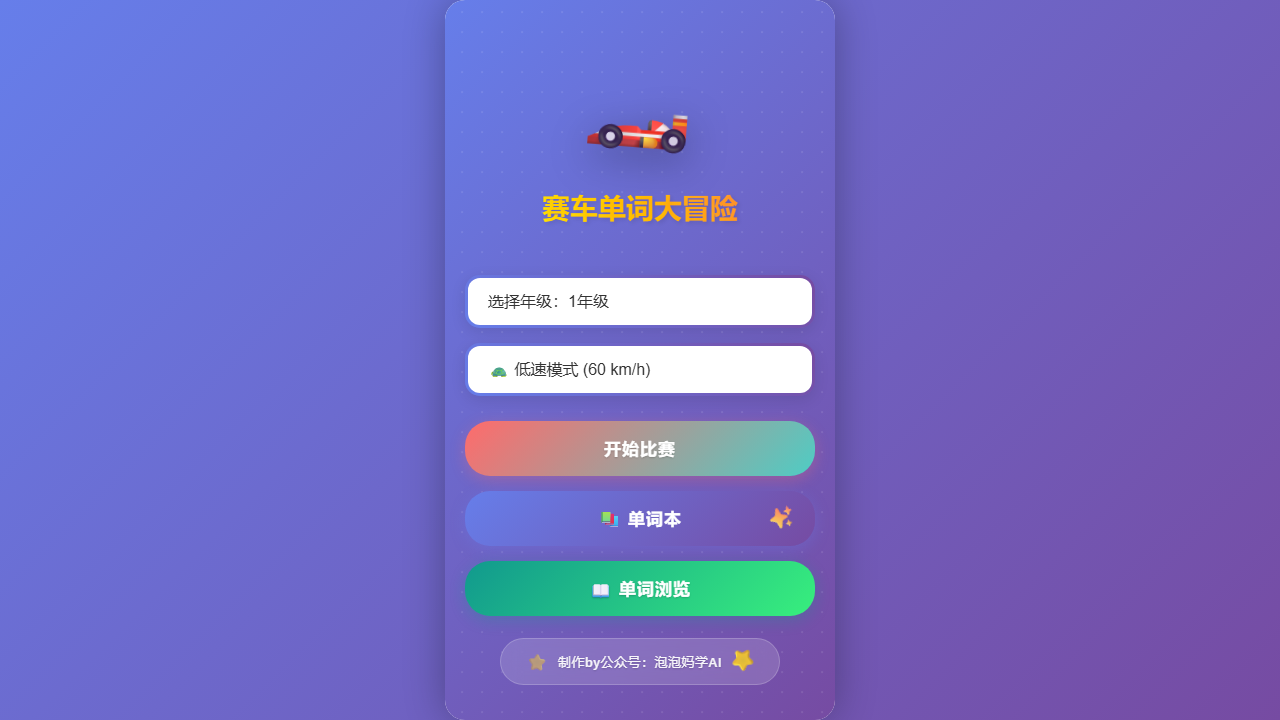 赛车单词大冒险
选择年级：1年级
低速模式 (60 km/h)
开始比赛
单词本
单词浏览
制作by公众号：泡泡妈学AI